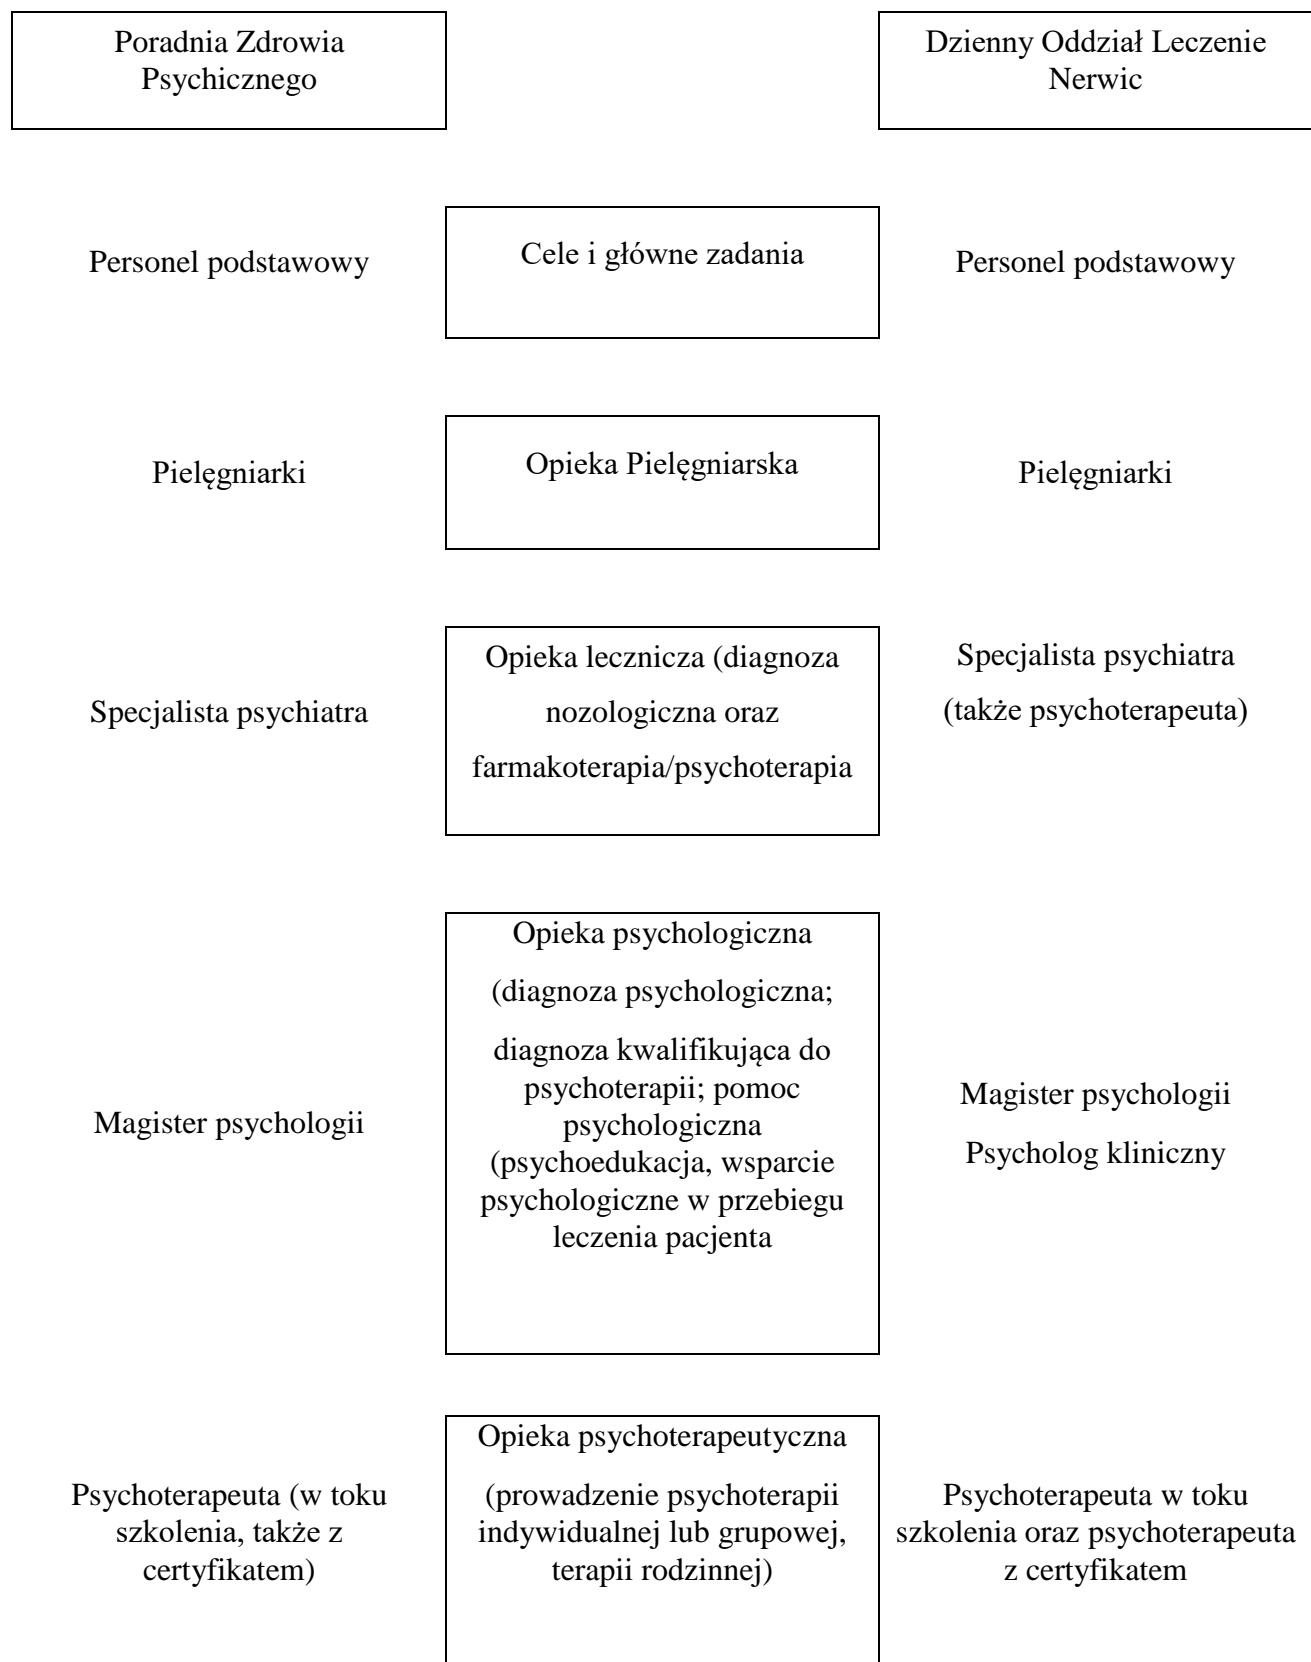 Poradnia Zdrowia
Psychicznego
Dzienny Oddział Leczenie
Nerwic
Personel podstawowy
Cele i główne zadania
Personel podstawowy
Pielęgniarki
Opieka Pielęgniarska
Pielęgniarki
Specjalista psychiatra
Opieka lecznicza (diagnoza
nozologiczna oraz
farmakoterapia/psychoterapia
Specjalista psychiatra
(także psychoterapeuta)
Magister psychologii
Opieka psychologiczna
(diagnoza psychologiczna;
diagnoza kwalifikująca do
psychoterapii; pomoc
psychologiczna
(psychoedukacja, wsparcie
psychologiczne w przebiegu
leczenia pacjenta
Magister psychologii
Psycholog kliniczny
Psychoterapeuta (w toku
szkolenia, także z
certyfikatem)
Opieka psychoterapeutyczna
(prowadzenie psychoterapii
indywidualnej lub grupowej,
terapii rodzinnej)
Psychoterapeuta w toku
szkolenia oraz psychoterapeuta
z certyfikatem